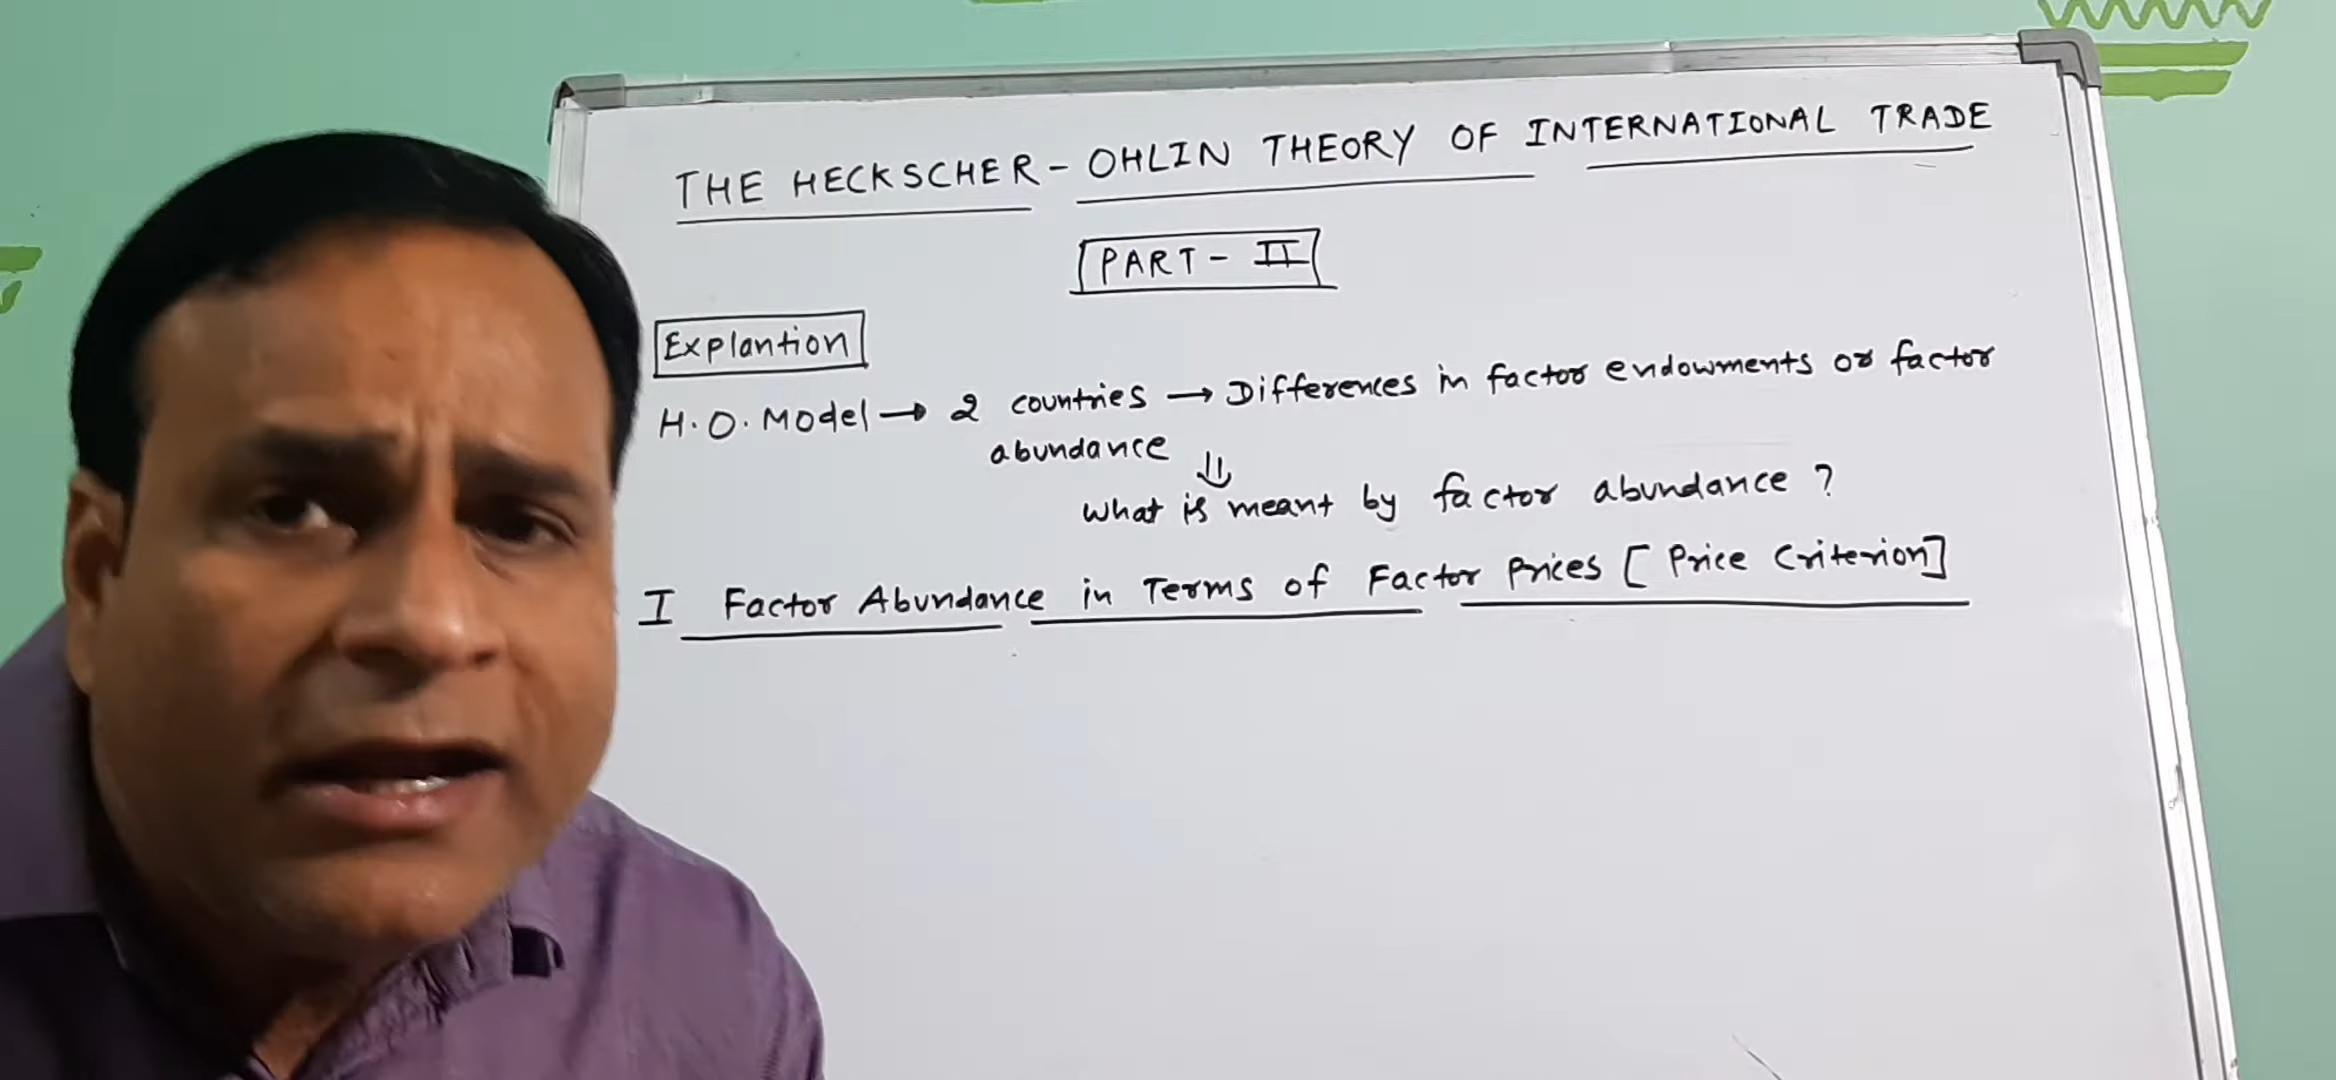 THE HECKSCHER - OHLIN THEORY OF INTERNATIONAL TRADE
PART - II
Explantion
H.O. Model → 2 countries → Differences in factor endowments or factor
abundance
⇓
what is meant by factor abundance ?
I Factor Abundance in Terms of Factor Prices [ Price Criterion]